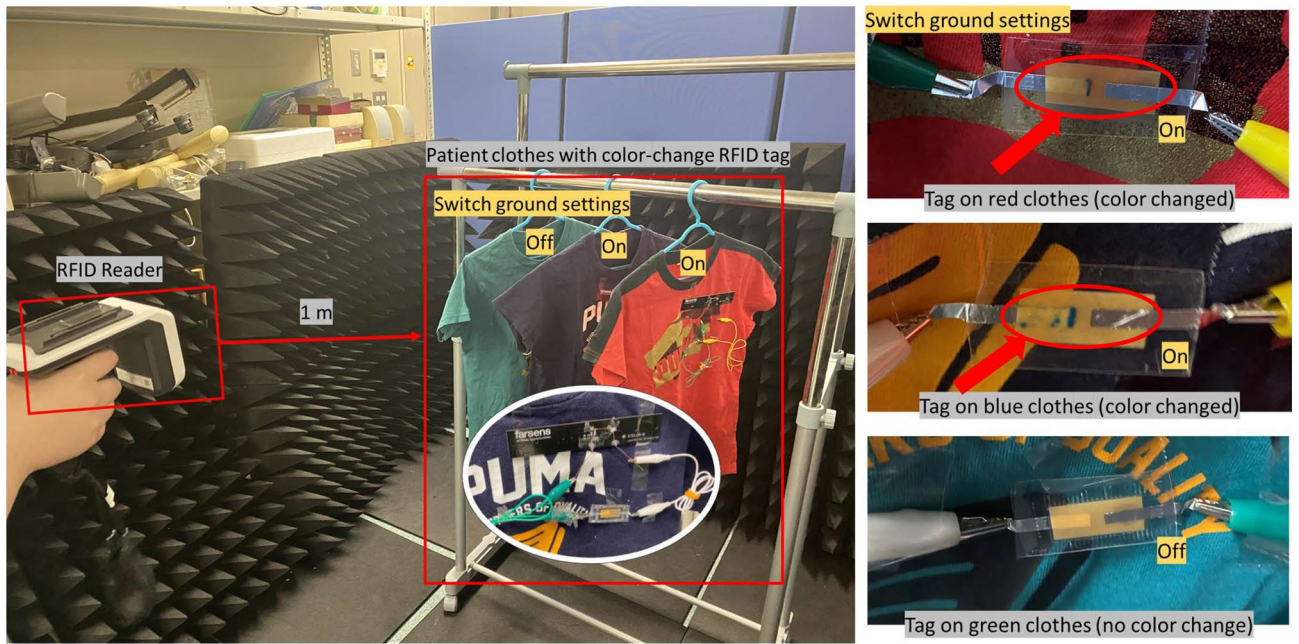 Patient clothes with color-change RFID tag
Switch ground settings
Off
On
On
RFID Reader
1 m
farsens
PUMA
Switch ground settings
On
Tag on red clothes (color changed)
On
Tag on blue clothes (color changed)
Off
Tag on green clothes (no color change)